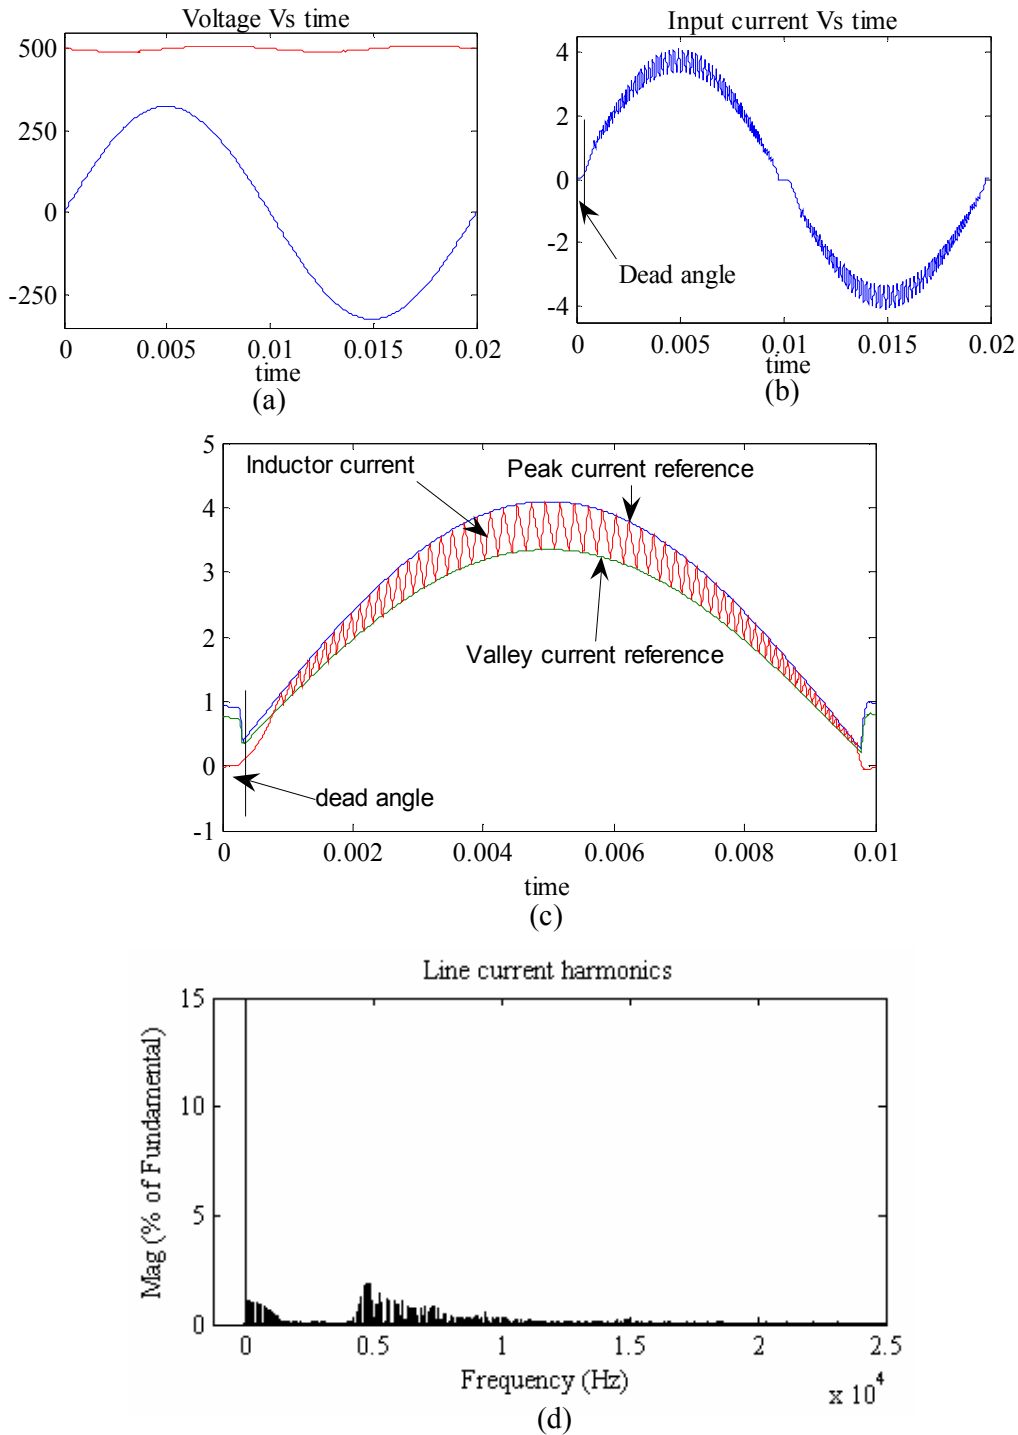 Voltage Vs time
500
250
0
-250
0 0.005 0.01 0.015 0.02
time
(a)
Input current Vs time
4
2
0
-2
-4
Dead angle
0 0.005 0.01 0.015 0.02
time
(b)
5
4
3
2
1
0
-1
Inductor current
Peak current reference
Valley current reference
dead angle
0 0.002 0.004 0.006 0.008 0.01
time
(c)
Line current harmonics
Mag (% of Fundamental)
15
10
5
0
0 0.5 1 1.5 2 2.5
Frequency (Hz)
x 10^4
(d)